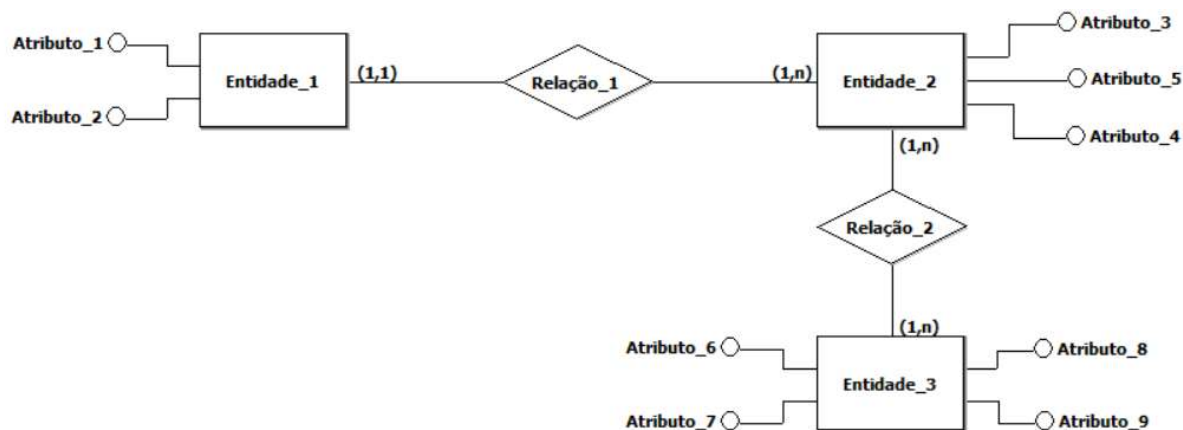 Atributo_1
Atributo_2
Entidade_1
(1,1)
Relação_1
(1,n)
Entidade_2
Atributo_3
Atributo_5
Atributo_4
(1,n)
Relação_2
(1,n)
Atributo_6
Atributo_7
Entidade_3
Atributo_8
Atributo_9